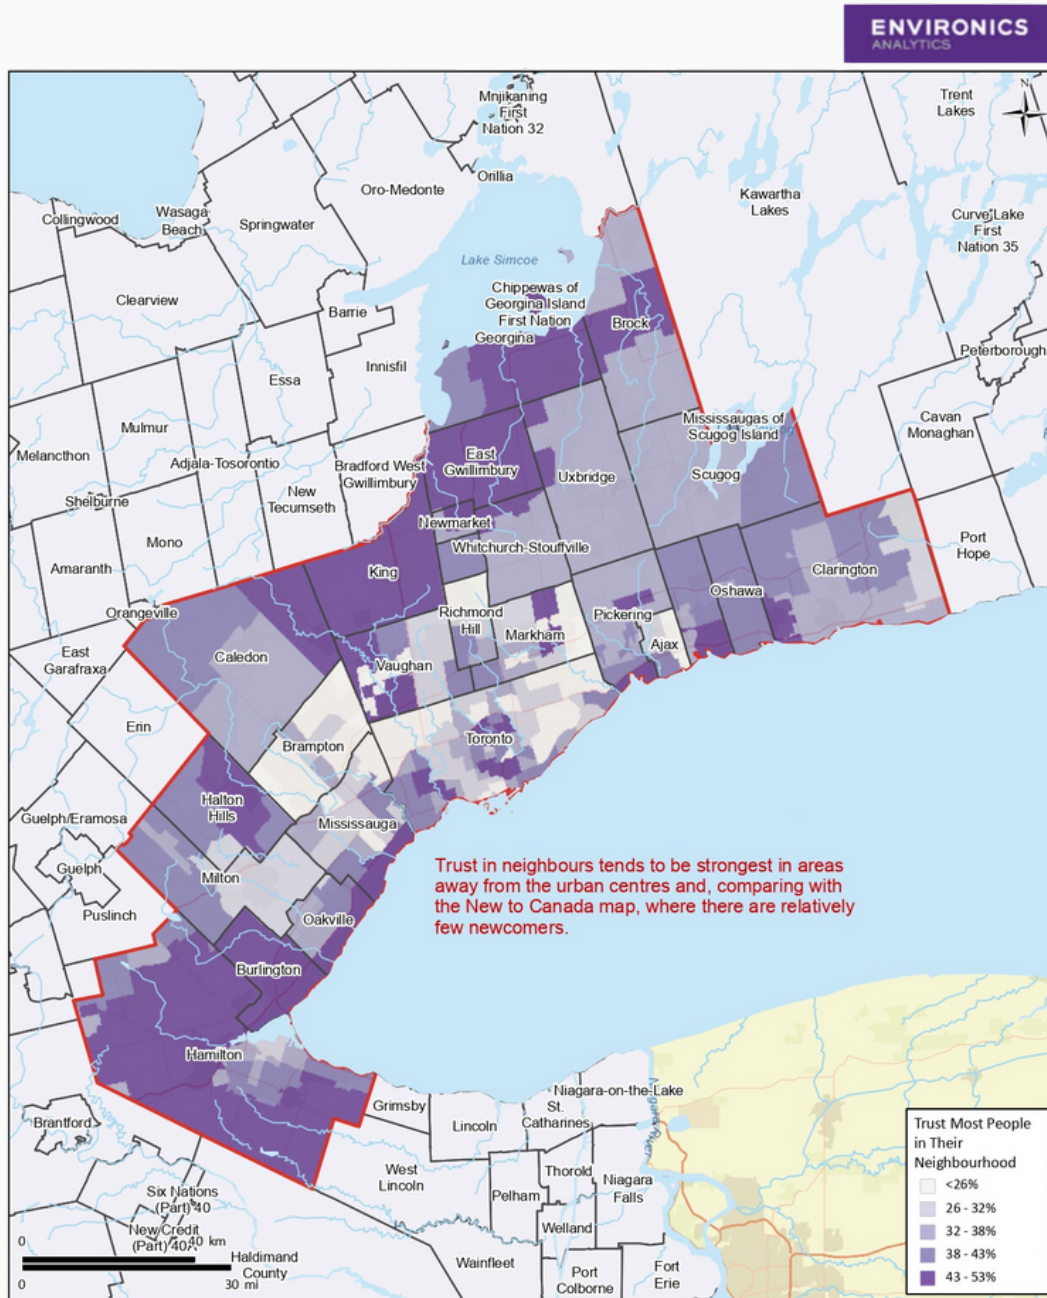 ENVIRONICS
ANALYTICS
N
Mnjikaning
First
Nation 32
Trent
Lakes
Orillia
Oro-Medonte
Kawartha
Lakes
Collingwood
Wasaga
Beach
Springwater
Curve Lake
First
Nation 35
Lake Simcoe
Clearview
Barrie
Chippewas of
Georgina Island
First Nation
Georgina
Brock
Innisfil
Peterborough
Essa
Mulmur
Cavan
Monaghan
Melancthon
Adjala-Tosorontio
Bradford West
Gwillimbury
East
Gwillimbury
Uxbridge
Mississaugas of
Scugog Island
Scugog
Shelburne
New
Tecumseth
Newmarket
Mono
Whitchurch-Stouffville
Port
Hope
Amaranth
King
Clarington
Orangeville
Richmond
Hill
Markham
Pickering
Oshawa
Ajax
East
Garafraxa
Caledon
Vaughan
Erin
Brampton
Toronto
Halton
Hills
Mississauga
Guelph/Eramosa
Guelph
Milton
Puslinch
Oakville
Trust in neighbours tends to be strongest in areas
away from the urban centres and, comparing with
the New to Canada map, where there are relatively
few newcomers.
Burlington
Hamilton
Niagara-on-the-Lake
Niagara River
Grimsby
St.
Catharines
Lincoln
Brantford
West
Lincoln
Thorold
Niagara
Falls
Pelham
Six Nations
(Part) 40
New Credit
(Part) 40A
Welland
Haldimand
County
Wainfleet
Port
Colborne
Fort
Erie
0 40 km
0 30 mi
Trust Most People
in Their
Neighbourhood
<26%
26 - 32%
32 - 38%
38 - 43%
43 - 53%